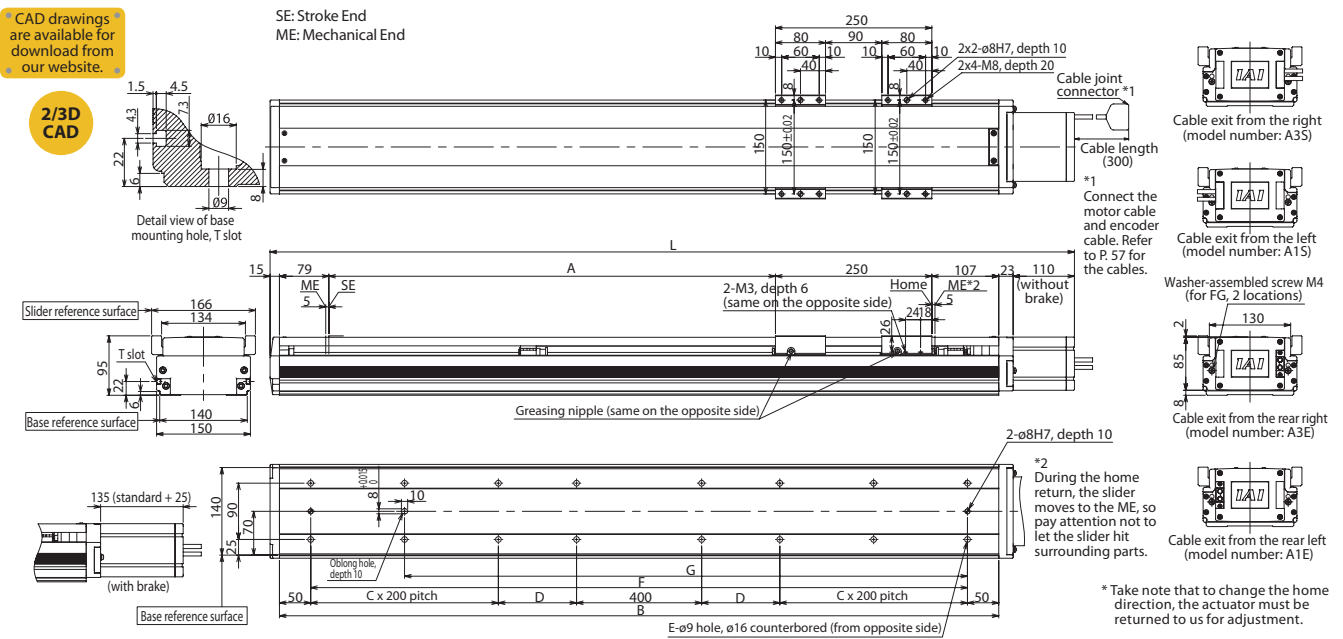 CAD drawings
are available for
download from
our website.
2/3D
CAD
SE: Stroke End
ME: Mechanical End
1.5
4.5
4.3
7.3
Ø16
22
6
Ø9
8
Detail view of base
mounting hole, T slot
250
80
90
80
10
60
10
10
60
10
40
40
8
8
2x2-ø8H7, depth 10
2x4-M8, depth 20
150
150±0.02
150
150±0.02
Cable joint
connector *1
Cable length
(300)
*1
Connect the
motor cable
and encoder
cable. Refer
to P. 57 for
the cables.
IAI
Cable exit from the right
(model number: A3S)
IAI
Cable exit from the left
(model number: A1S)
L
15
79
A
250
107
23
110
(without
brake)
ME
SE
5
2-M3, depth 6
(same on the opposite side)
Home
ME*2
5
24
18
26
Greasing nipple (same on the opposite side)
Slider reference surface
166
134
T slot
95
22
6
140
150
Base reference surface
Washer-assembled screw M4
(for FG, 2 locations)
130
2
85
8
IAI
Cable exit from the rear right
(model number: A3E)
IAI
Cable exit from the rear left
(model number: A1E)
135 (standard + 25)
(with brake)
Base reference surface
140
90
70
25
8 +0.015 0
10
Oblong hole,
depth 10
2-ø8H7, depth 10
*2
During the home
return, the slider
moves to the ME, so
pay attention not to
let the slider hit
surrounding parts.
G
F
50
C x 200 pitch
D
400
D
C x 200 pitch
50
B
E-ø9 hole, ø16 counterbored (from opposite side)
* Take note that to change the home
direction, the actuator must be
returned to us for adjustment.